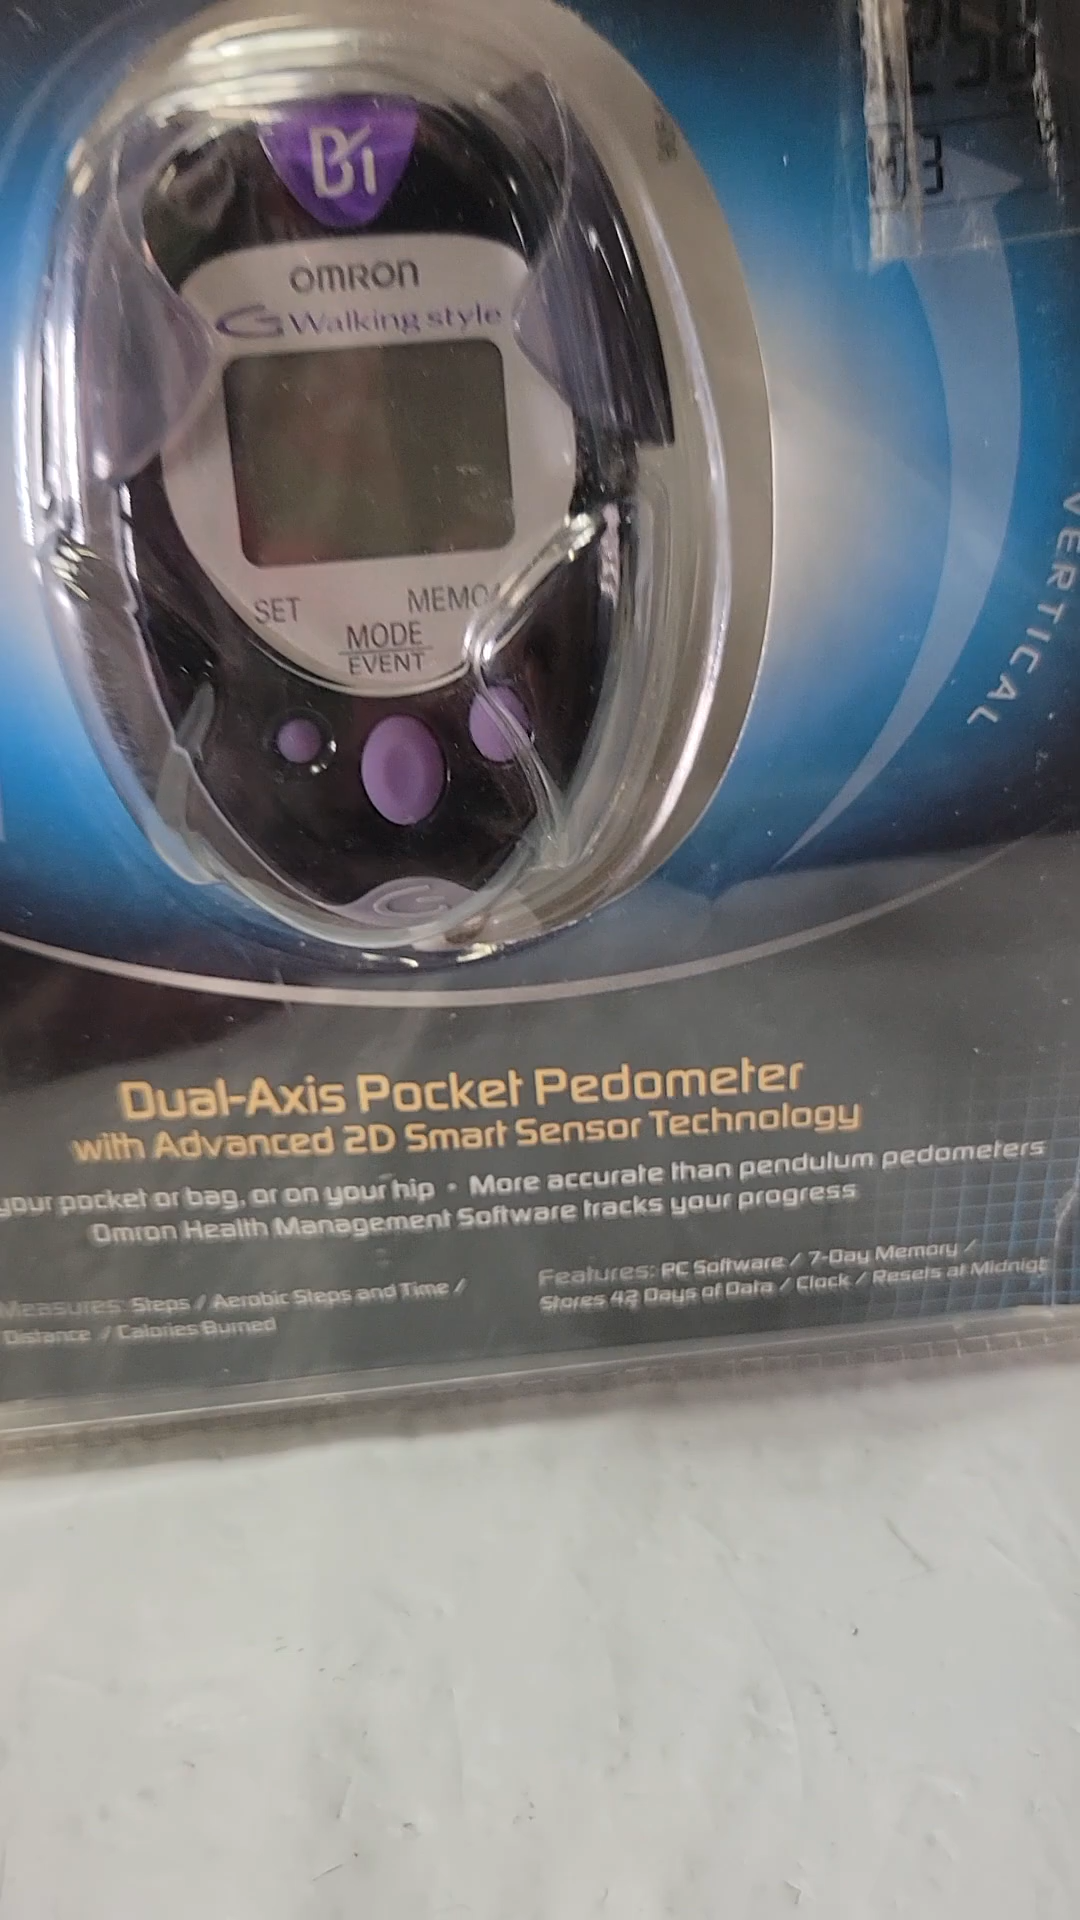 OMRON
Walking style
SET
MEMO
MODE
EVENT
VERTICAL
Dual-Axis Pocket Pedometer
with Advanced 2D Smart Sensor Technology
your pocket or bag, or on your hip • More accurate than pendulum pedometers
Omron Health Management Software tracks your progress
Measures: Steps / Aerobic Steps and Time /
Distance / Calories Burned
Features: PC Software / 7-Day Memory /
Stores 42 Days of Data / Clock / Resets at Midnight